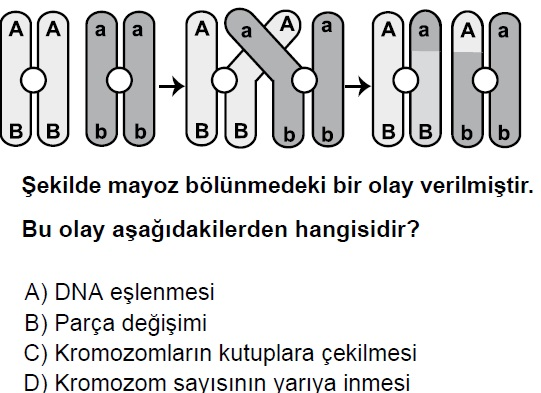 A A a a A a A a A a A a
B B b b B B b b B B b b
Şekilde mayoz bölünmedeki bir olay verilmiştir.
Bu olay aşağıdakilerden hangisidir?
A) DNA eşlenmesi
B) Parça değişimi
C) Kromozomların kutuplara çekilmesi
D) Kromozom sayısının yarıya inmesi